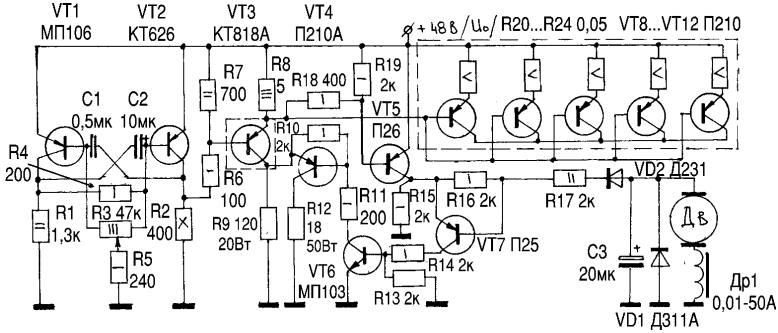 VT1 VT2 VT3 VT4
МП106 КТ626 КТ818А П210А
+ 48 в /U₀/ R20...R24 0,05 VT8...VT12 П210
C1 C2
0,5мк 10мк
R7
700
R8
5
R18 400
R19
2к
VT5
П26
R4
200
R10
2к
R6
100
R3 47к
R1
1,3к
R2
400
R5
240
R9 120
20Вт
R12
18
50Вт
R11
200
R15
2к
R16 2к
R17 2к
VD2 Д231
Дв
VT6
МП103
R14 2к
R13 2к
VT7 П25
C3
20мк
+
VD1 Д311А
Др1
0,01-50А